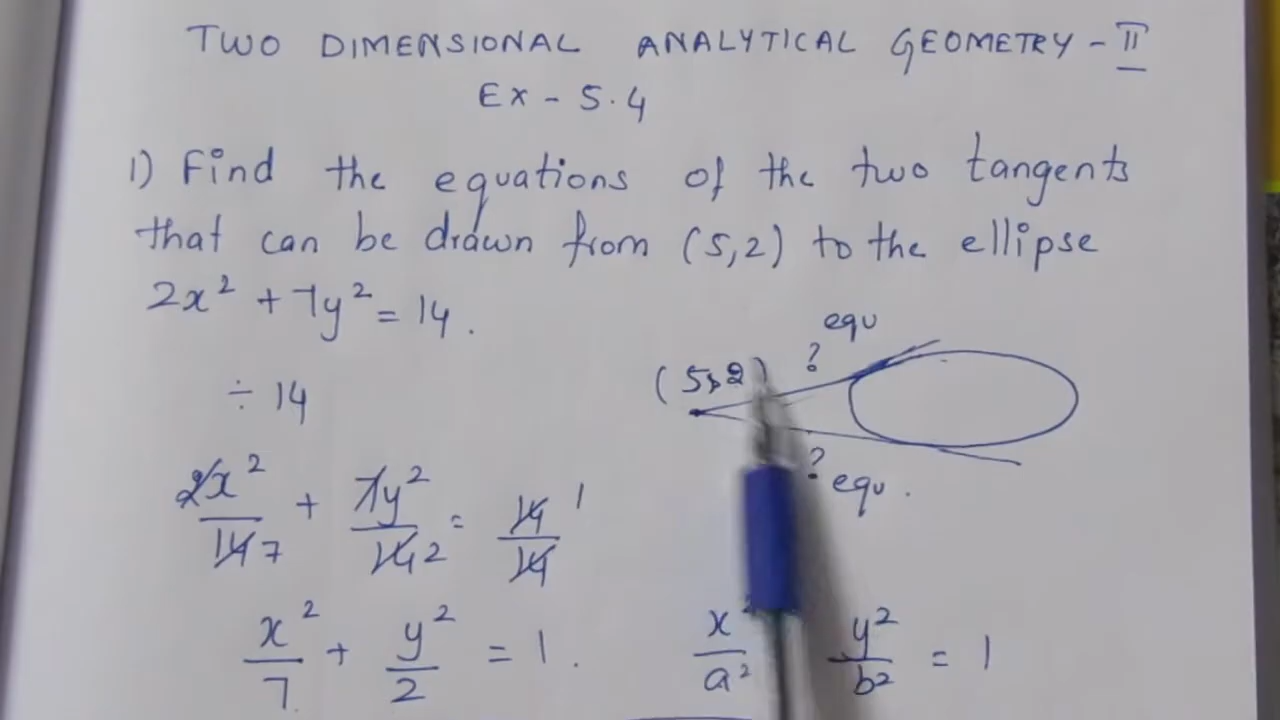 TWO DIMENSIONAL ANALYTICAL GEOMETRY - II
EX - 5.4
1) Find the equations of the two tangents
that can be drawn from (5,2) to the ellipse
2x² + 7y² = 14.
equ
?
(5,2)
÷ 14
?
equ.
2x²/14 7 + 7y²/14 2 = 14/14 1
x²/7 + y²/2 = 1.
x²/a² y²/b² = 1